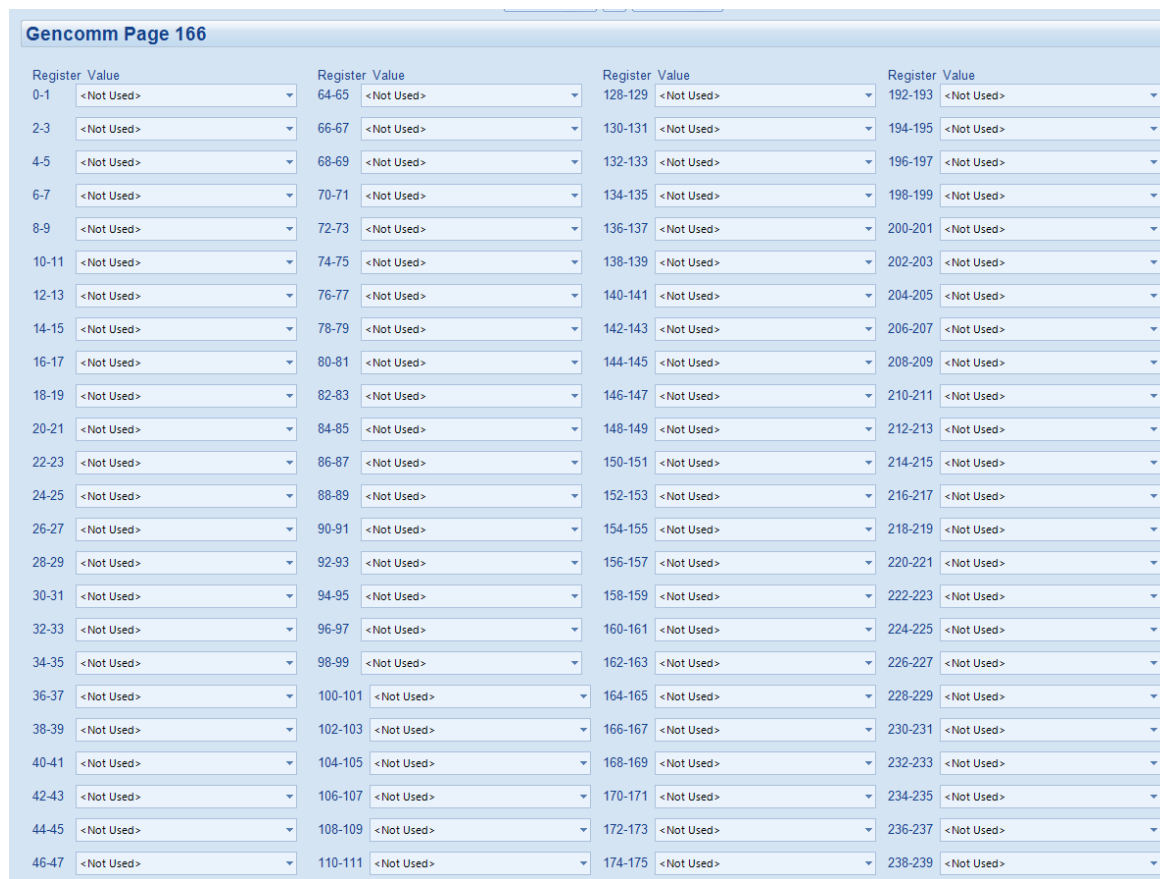 Gencomm Page 166
Register Value Register Value Register Value Register Value
0-1 <Not Used> 64-65 <Not Used> 128-129 <Not Used> 192-193 <Not Used>
2-3 <Not Used> 66-67 <Not Used> 130-131 <Not Used> 194-195 <Not Used>
4-5 <Not Used> 68-69 <Not Used> 132-133 <Not Used> 196-197 <Not Used>
6-7 <Not Used> 70-71 <Not Used> 134-135 <Not Used> 198-199 <Not Used>
8-9 <Not Used> 72-73 <Not Used> 136-137 <Not Used> 200-201 <Not Used>
10-11 <Not Used> 74-75 <Not Used> 138-139 <Not Used> 202-203 <Not Used>
12-13 <Not Used> 76-77 <Not Used> 140-141 <Not Used> 204-205 <Not Used>
14-15 <Not Used> 78-79 <Not Used> 142-143 <Not Used> 206-207 <Not Used>
16-17 <Not Used> 80-81 <Not Used> 144-145 <Not Used> 208-209 <Not Used>
18-19 <Not Used> 82-83 <Not Used> 146-147 <Not Used> 210-211 <Not Used>
20-21 <Not Used> 84-85 <Not Used> 148-149 <Not Used> 212-213 <Not Used>
22-23 <Not Used> 86-87 <Not Used> 150-151 <Not Used> 214-215 <Not Used>
24-25 <Not Used> 88-89 <Not Used> 152-153 <Not Used> 216-217 <Not Used>
26-27 <Not Used> 90-91 <Not Used> 154-155 <Not Used> 218-219 <Not Used>
28-29 <Not Used> 92-93 <Not Used> 156-157 <Not Used> 220-221 <Not Used>
30-31 <Not Used> 94-95 <Not Used> 158-159 <Not Used> 222-223 <Not Used>
32-33 <Not Used> 96-97 <Not Used> 160-161 <Not Used> 224-225 <Not Used>
34-35 <Not Used> 98-99 <Not Used> 162-163 <Not Used> 226-227 <Not Used>
36-37 <Not Used> 100-101 <Not Used> 164-165 <Not Used> 228-229 <Not Used>
38-39 <Not Used> 102-103 <Not Used> 166-167 <Not Used> 230-231 <Not Used>
40-41 <Not Used> 104-105 <Not Used> 168-169 <Not Used> 232-233 <Not Used>
42-43 <Not Used> 106-107 <Not Used> 170-171 <Not Used> 234-235 <Not Used>
44-45 <Not Used> 108-109 <Not Used> 172-173 <Not Used> 236-237 <Not Used>
46-47 <Not Used> 110-111 <Not Used> 174-175 <Not Used> 238-239 <Not Used>